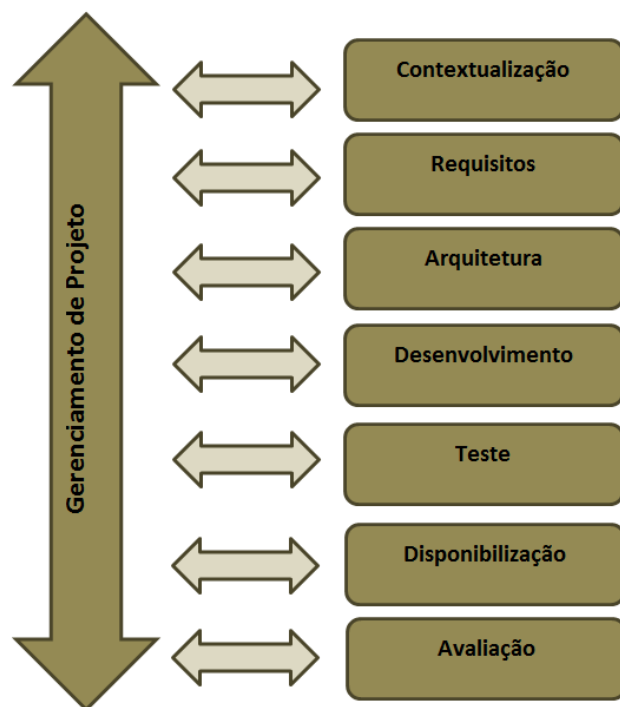 Gerenciamento de Projeto
Contextualização
Requisitos
Arquitetura
Desenvolvimento
Teste
Disponibilização
Avaliação